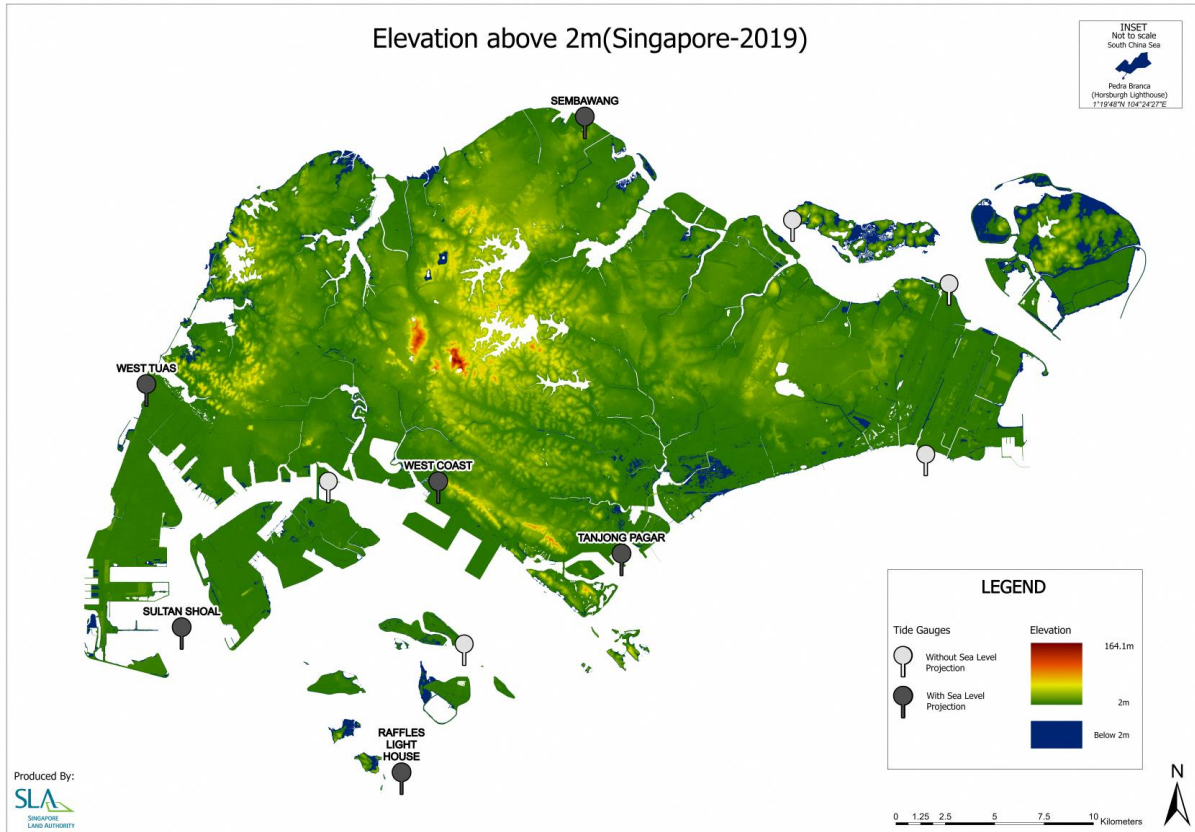 Elevation above 2m(Singapore-2019)
INSET
Not to scale
South China Sea
Pedra Branca
(Horsburgh Lighthouse)
1°19'48"N 104°24'27"E
SEMBAWANG
WEST TUAS
WEST COAST
TANJONG PAGAR
SULTAN SHOAL
RAFFLES
LIGHT
HOUSE
LEGEND
Tide Gauges
Without Sea Level
Projection
With Sea Level
Projection
Elevation
164.1m
2m
Below 2m
Produced By:
SLA
SINGAPORE
LAND AUTHORITY
N
0 1.25 2.5 5 7.5 10 Kilometers